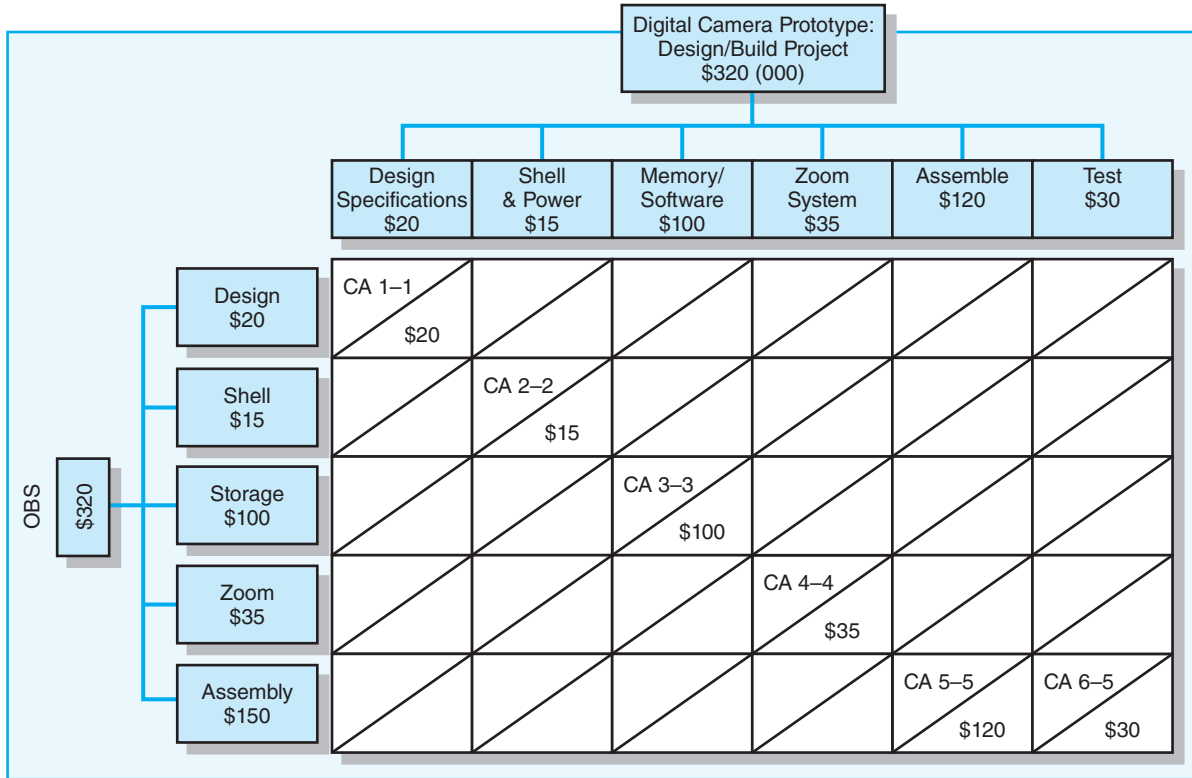 Digital Camera Prototype:
Design/Build Project
$320 (000)
Design
Specifications
$20
Shell
& Power
$15
Memory/
Software
$100
Zoom
System
$35
Assemble
$120
Test
$30
OBS
$320
Design
$20
CA 1–1
$20
Shell
$15
CA 2–2
$15
Storage
$100
CA 3–3
$100
Zoom
$35
CA 4–4
$35
Assembly
$150
CA 5–5
$120
CA 6–5
$30